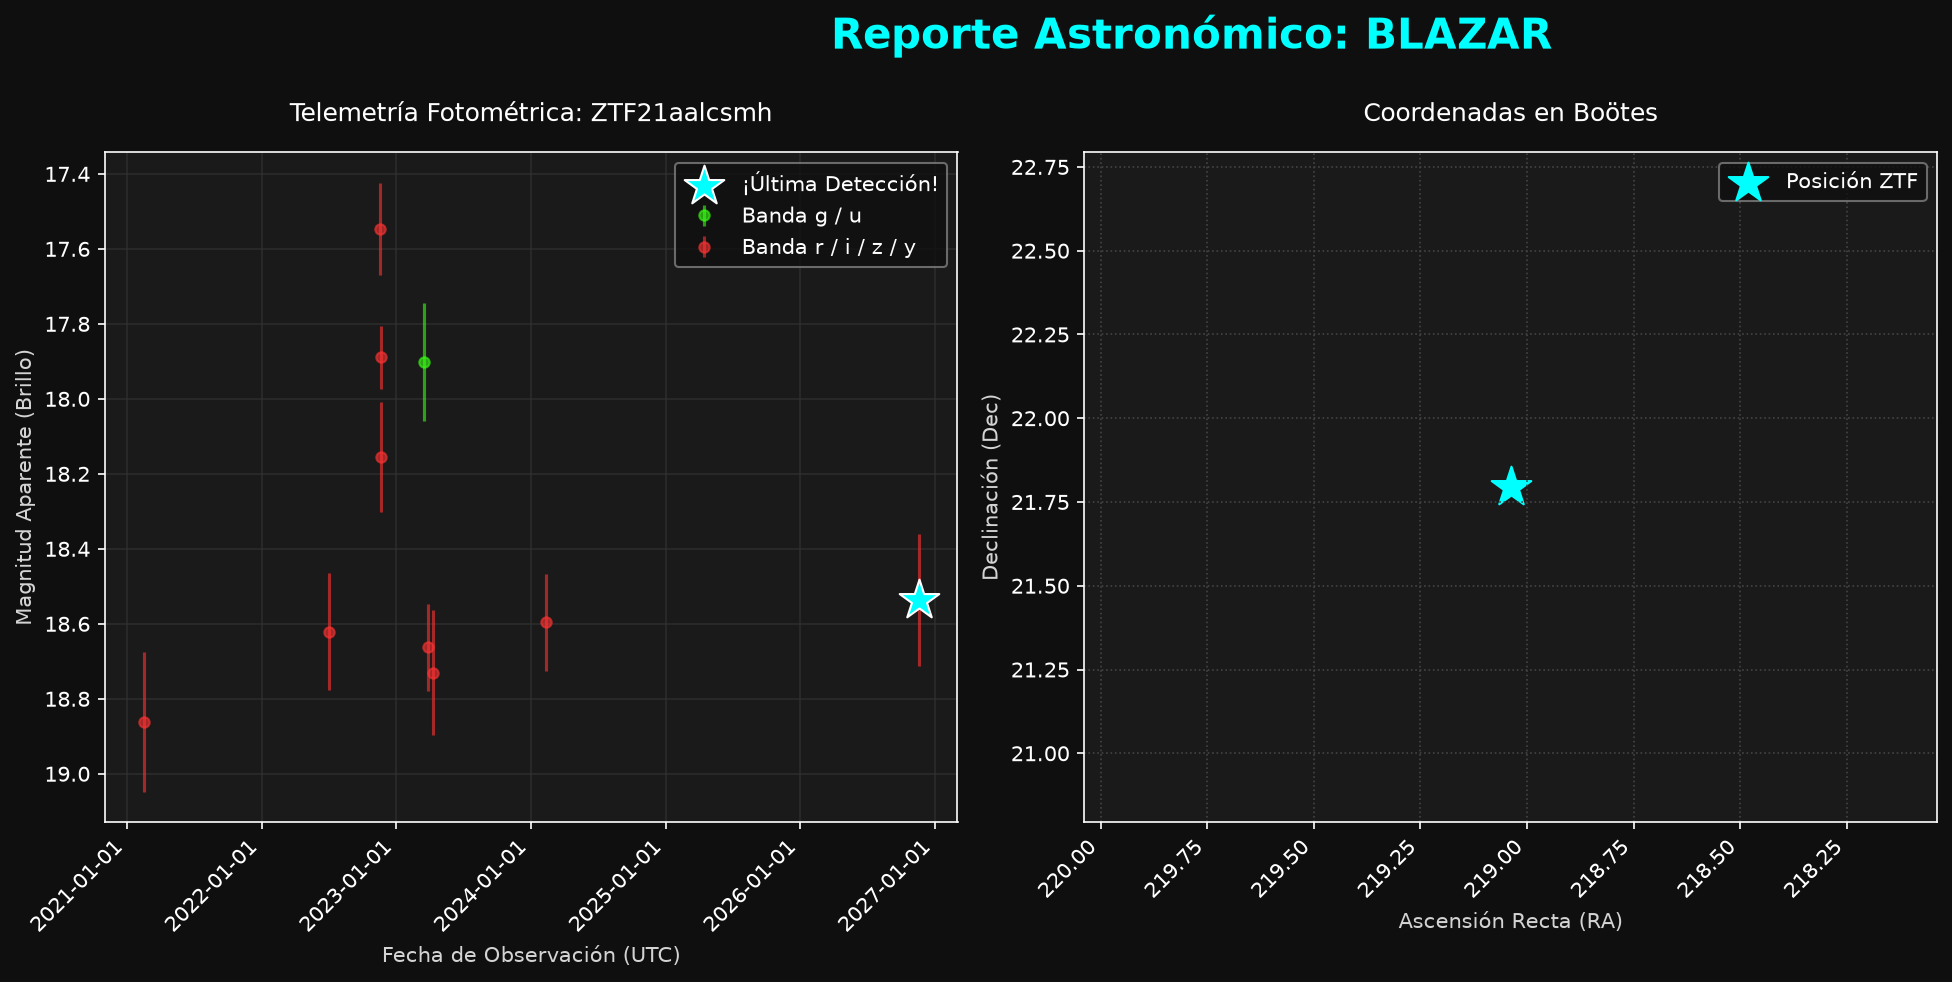 Reporte Astronómico: BLAZAR
Telemetría Fotométrica: ZTF21aalcsmh
Magnitud Aparente (Brillo)
17.4
17.6
17.8
18.0
18.2
18.4
18.6
18.8
19.0
¡Última Detección!
Banda g / u
Banda r / i / z / y
2021-01-01
2022-01-01
2023-01-01
2024-01-01
2025-01-01
2026-01-01
2027-01-01
Fecha de Observación (UTC)
Coordenadas en Boötes
Declinación (Dec)
22.75
22.50
22.25
22.00
21.75
21.50
21.25
21.00
Posición ZTF
220.00
219.75
219.50
219.25
219.00
218.75
218.50
218.25
Ascensión Recta (RA)